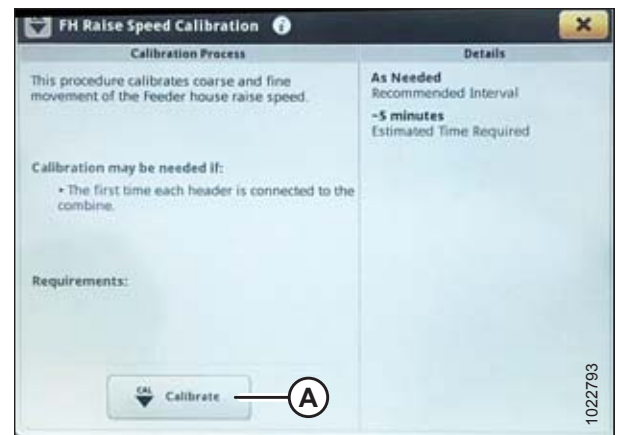 FH Raise Speed Calibration
Calibration Process
Details
This procedure calibrates coarse and fine
movement of the Feeder house raise speed.
Calibration may be needed if:
• The first time each header is connected to the
combine.
Requirements:
As Needed
Recommended Interval
~5 minutes
Estimated Time Required
CAL
Calibrate
A
1022793